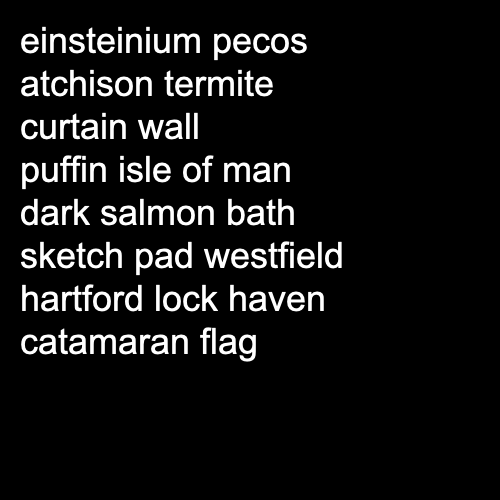 einsteinium pecos
atchison termite
curtain wall
puffin isle of man
dark salmon bath
sketch pad westfield
hartford lock haven
catamaran flag